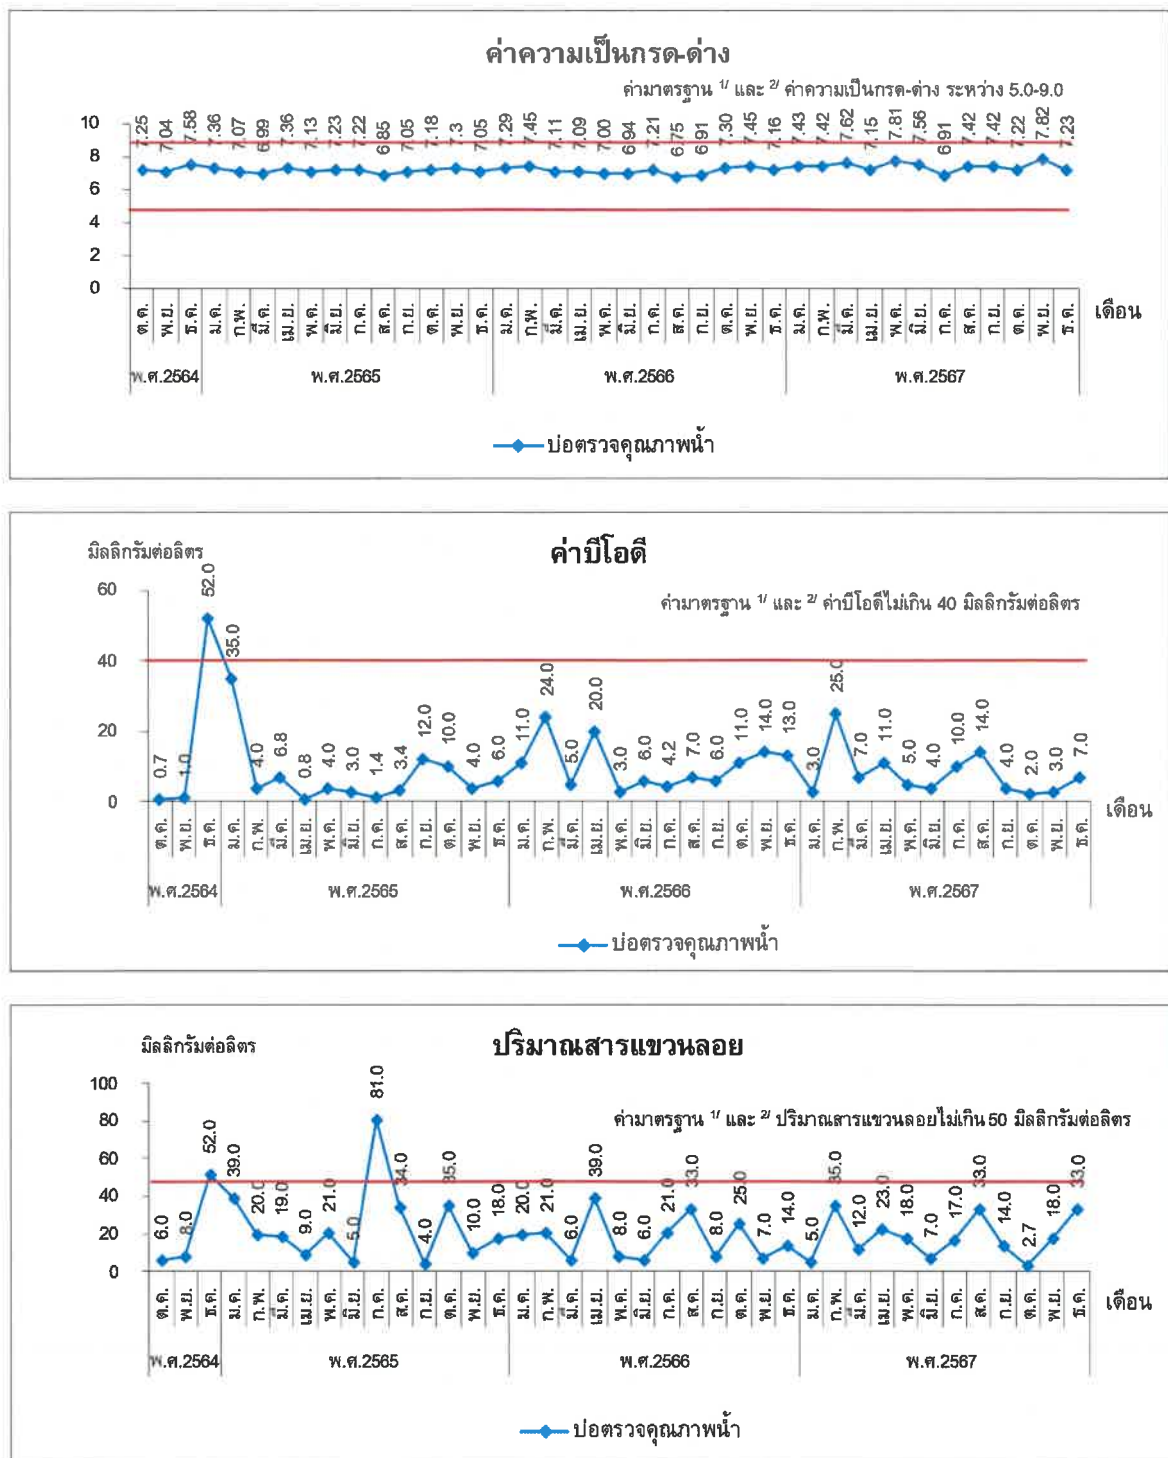 ค่าความเป็นกรด-ด่าง
ค่ามาตรฐาน 1/ และ 2/ ค่าความเป็นกรด-ด่าง ระหว่าง 5.0-9.0
7.25 7.04 7.58 7.36 7.07 6.99 7.36 7.13 7.23 7.22 6.85 7.05 7.18 7.3 7.05 7.29 7.45 7.11 7.09 7.00 6.94 7.21 6.75 6.91 7.30 7.45 7.16 7.43 7.42 7.62 7.15 7.81 7.56 6.91 7.42 7.42 7.22 7.82 7.23
10
8
6
4
2
0
ต.ค. พ.ย. ธ.ค. ม.ค. ก.พ. มี.ค. เม.ย. พ.ค. มิ.ย. ก.ค. ส.ค. ก.ย. ต.ค. พ.ย. ธ.ค. ม.ค. ก.พ. มี.ค. เม.ย. พ.ค. มิ.ย. ก.ค. ส.ค. ก.ย. ต.ค. พ.ย. ธ.ค. ม.ค. ก.พ. มี.ค. เม.ย. พ.ค. มิ.ย. ก.ค. ส.ค. ก.ย. ต.ค. พ.ย. ธ.ค.
เดือน
พ.ศ.2564 พ.ศ.2565 พ.ศ.2566 พ.ศ.2567
บ่อตรวจคุณภาพน้ำ
มิลลิกรัมต่อลิตร
ค่าบีโอดี
ค่ามาตรฐาน 1/ และ 2/ ค่าบีโอดีไม่เกิน 40 มิลลิกรัมต่อลิตร
60
40
20
0
0.7 1.0 52.0 35.0 4.0 6.8 0.8 4.0 3.0 1.4 3.4 12.0 10.0 4.0 6.0 11.0 24.0 5.0 20.0 3.0 6.0 4.2 7.0 6.0 11.0 14.0 13.0 3.0 25.0 7.0 11.0 5.0 4.0 10.0 14.0 4.0 2.0 3.0 7.0
ต.ค. พ.ย. ธ.ค. ม.ค. ก.พ. มี.ค. เม.ย. พ.ค. มิ.ย. ก.ค. ส.ค. ก.ย. ต.ค. พ.ย. ธ.ค. ม.ค. ก.พ. มี.ค. เม.ย. พ.ค. มิ.ย. ก.ค. ส.ค. ก.ย. ต.ค. พ.ย. ธ.ค. ม.ค. ก.พ. มี.ค. เม.ย. พ.ค. มิ.ย. ก.ค. ส.ค. ก.ย. ต.ค. พ.ย. ธ.ค.
เดือน
พ.ศ.2564 พ.ศ.2565 พ.ศ.2566 พ.ศ.2567
บ่อตรวจคุณภาพน้ำ
มิลลิกรัมต่อลิตร
ปริมาณสารแขวนลอย
ค่ามาตรฐาน 1/ และ 2/ ปริมาณสารแขวนลอยไม่เกิน 50 มิลลิกรัมต่อลิตร
100
80
60
40
20
0
6.0 8.0 52.0 39.0 20.0 19.0 9.0 21.0 5.0 81.0 34.0 4.0 35.0 10.0 18.0 20.0 21.0 6.0 39.0 8.0 6.0 21.0 33.0 8.0 25.0 7.0 14.0 5.0 35.0 12.0 23.0 18.0 7.0 17.0 33.0 14.0 2.7 18.0 33.0
ต.ค. พ.ย. ธ.ค. ม.ค. ก.พ. มี.ค. เม.ย. พ.ค. มิ.ย. ก.ค. ส.ค. ก.ย. ต.ค. พ.ย. ธ.ค. ม.ค. ก.พ. มี.ค. เม.ย. พ.ค. มิ.ย. ก.ค. ส.ค. ก.ย. ต.ค. พ.ย. ธ.ค. ม.ค. ก.พ. มี.ค. เม.ย. พ.ค. มิ.ย. ก.ค. ส.ค. ก.ย. ต.ค. พ.ย. ธ.ค.
เดือน
พ.ศ.2564 พ.ศ.2565 พ.ศ.2566 พ.ศ.2567
บ่อตรวจคุณภาพน้ำ